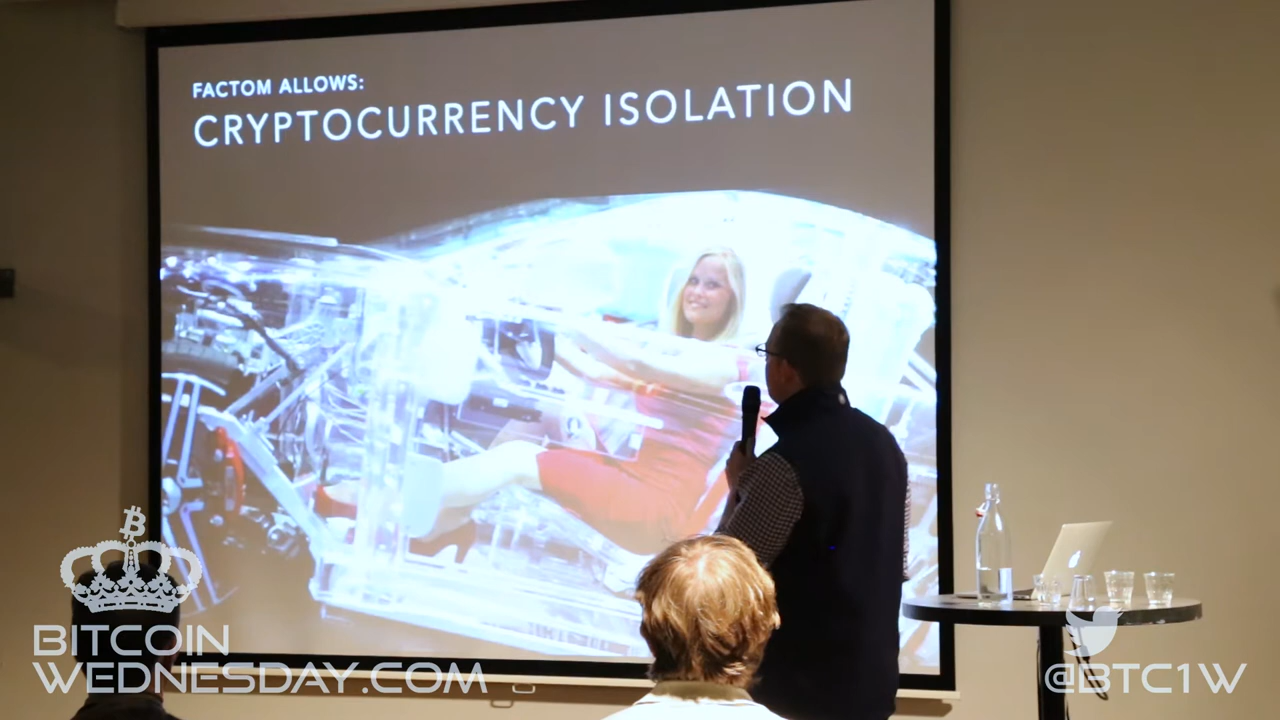 FACTOM ALLOWS:
CRYPTOCURRENCY ISOLATION
BITCOIN
WEDNESDAY.COM
@BTC1W